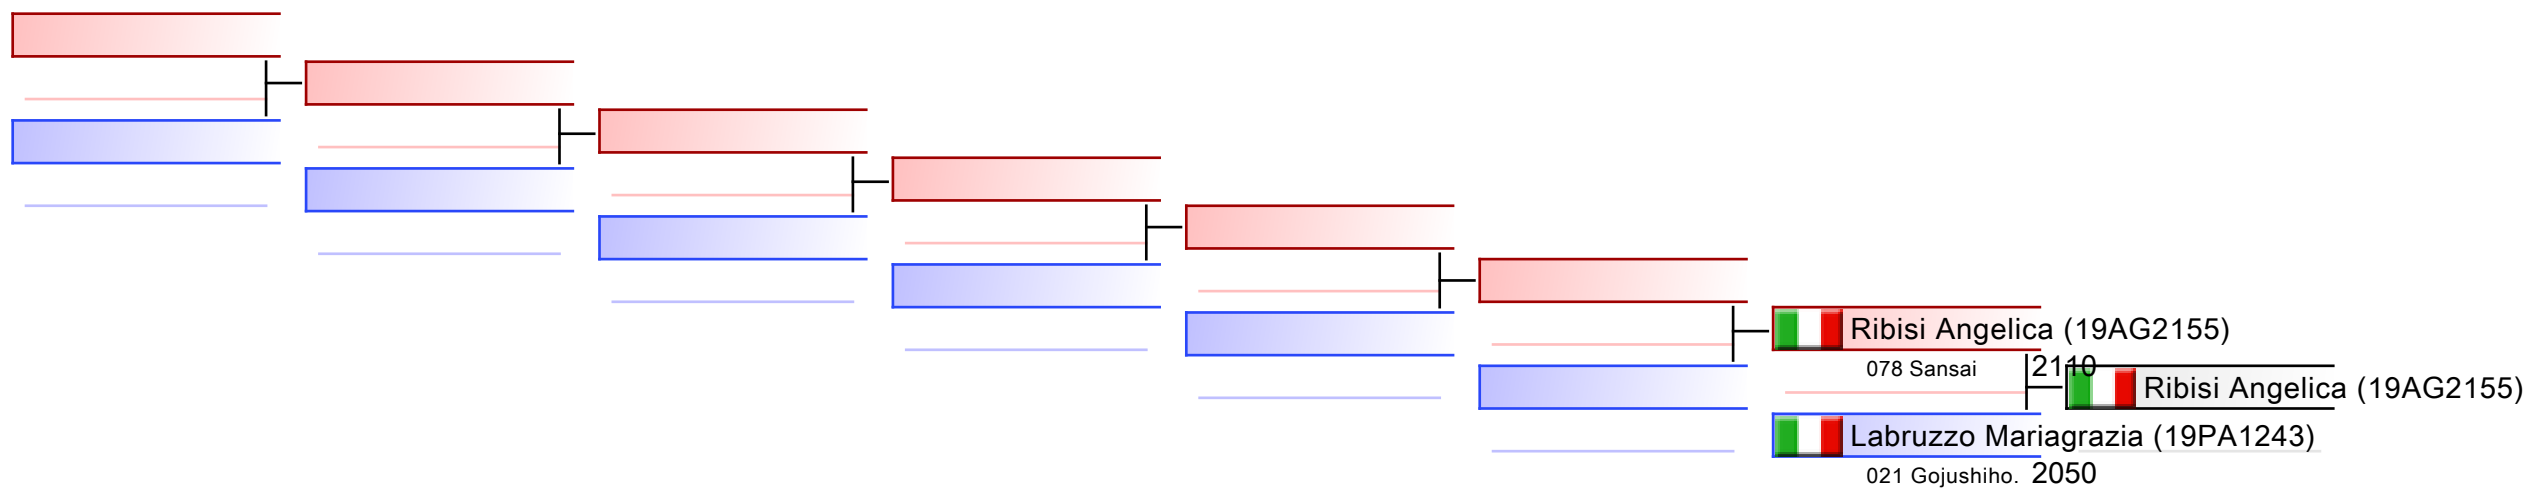 Ribisi Angelica (19AG2155)
078 Sansai 2110
Ribisi Angelica (19AG2155)
Labruzzo Mariagrazia (19PA1243)
021 Gojushiho. 2050